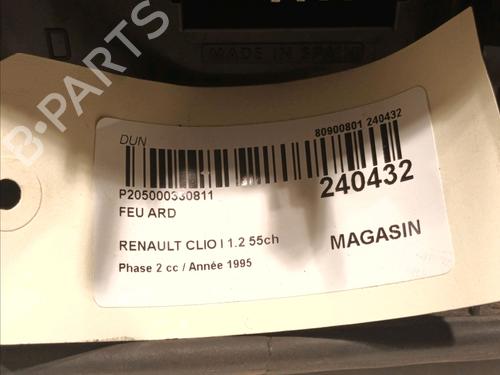 D
MADE IN SPAIN
B-PARTS
DUN
80900801 240432
P205000330811
240432
FEU ARD
RENAULT CLIO I 1.2 55ch
MAGASIN
Phase 2 cc / Année 1995